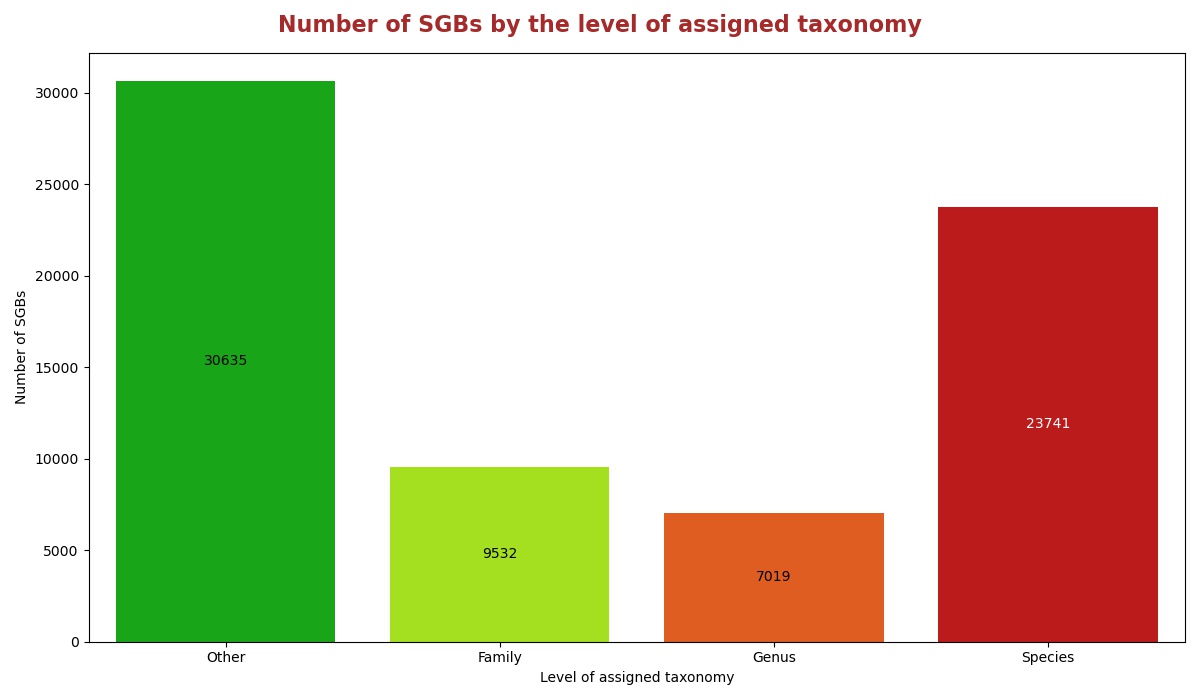 Number of SGBs by the level of assigned taxonomy
Number of SGBs
30000
25000
20000
15000
10000
5000
0
30635
9532
7019
23741
Other
Family
Genus
Species
Level of assigned taxonomy